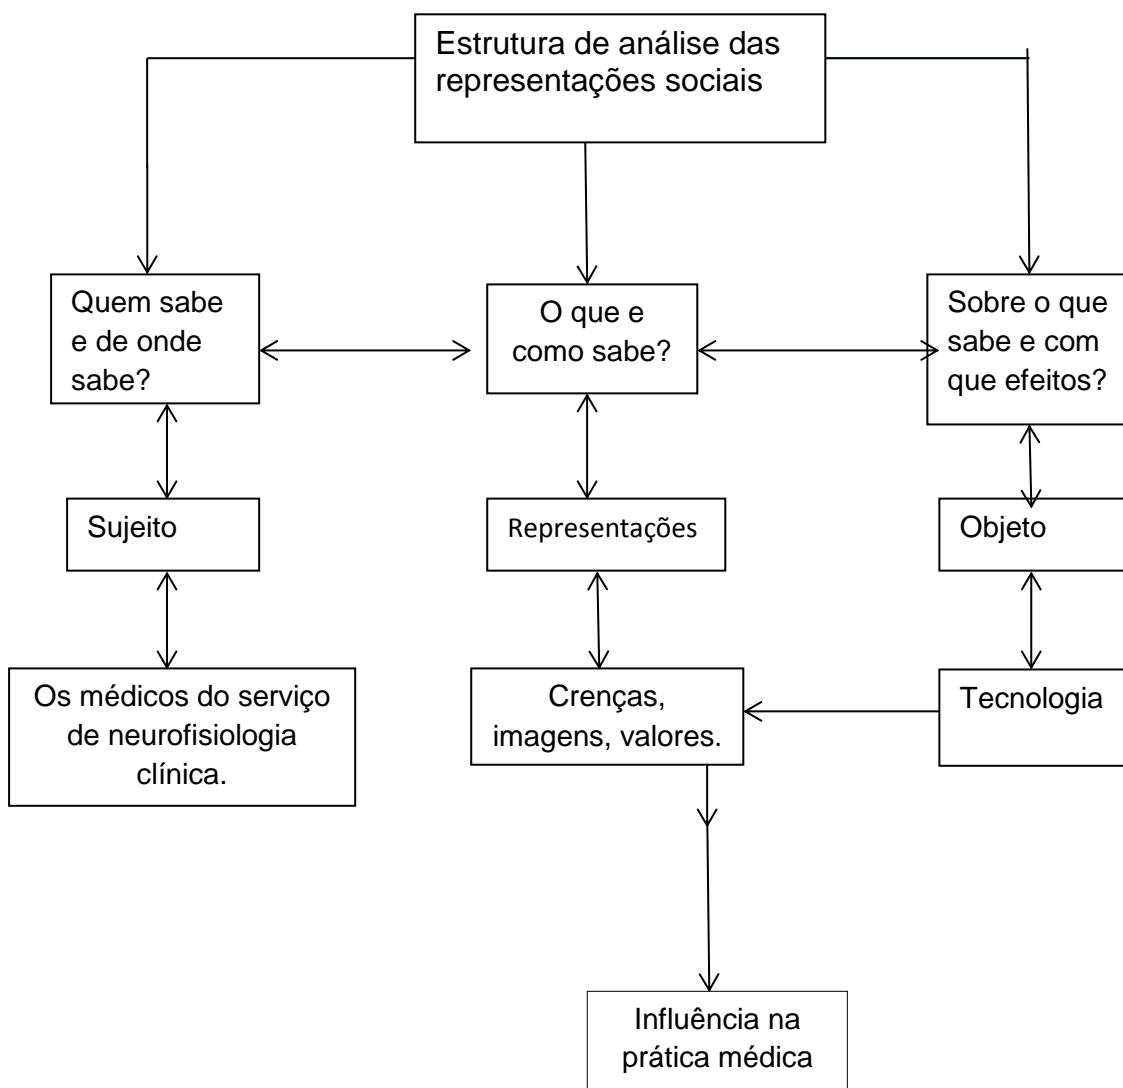 Estrutura de análise das
representações sociais
Quem sabe
e de onde
sabe?
O que e
como sabe?
Sobre o que
sabe e com
que efeitos?
Sujeito
Representações
Objeto
Os médicos do serviço
de neurofisiologia
clínica.
Crenças,
imagens, valores.
Tecnologia
Influência na
prática médica